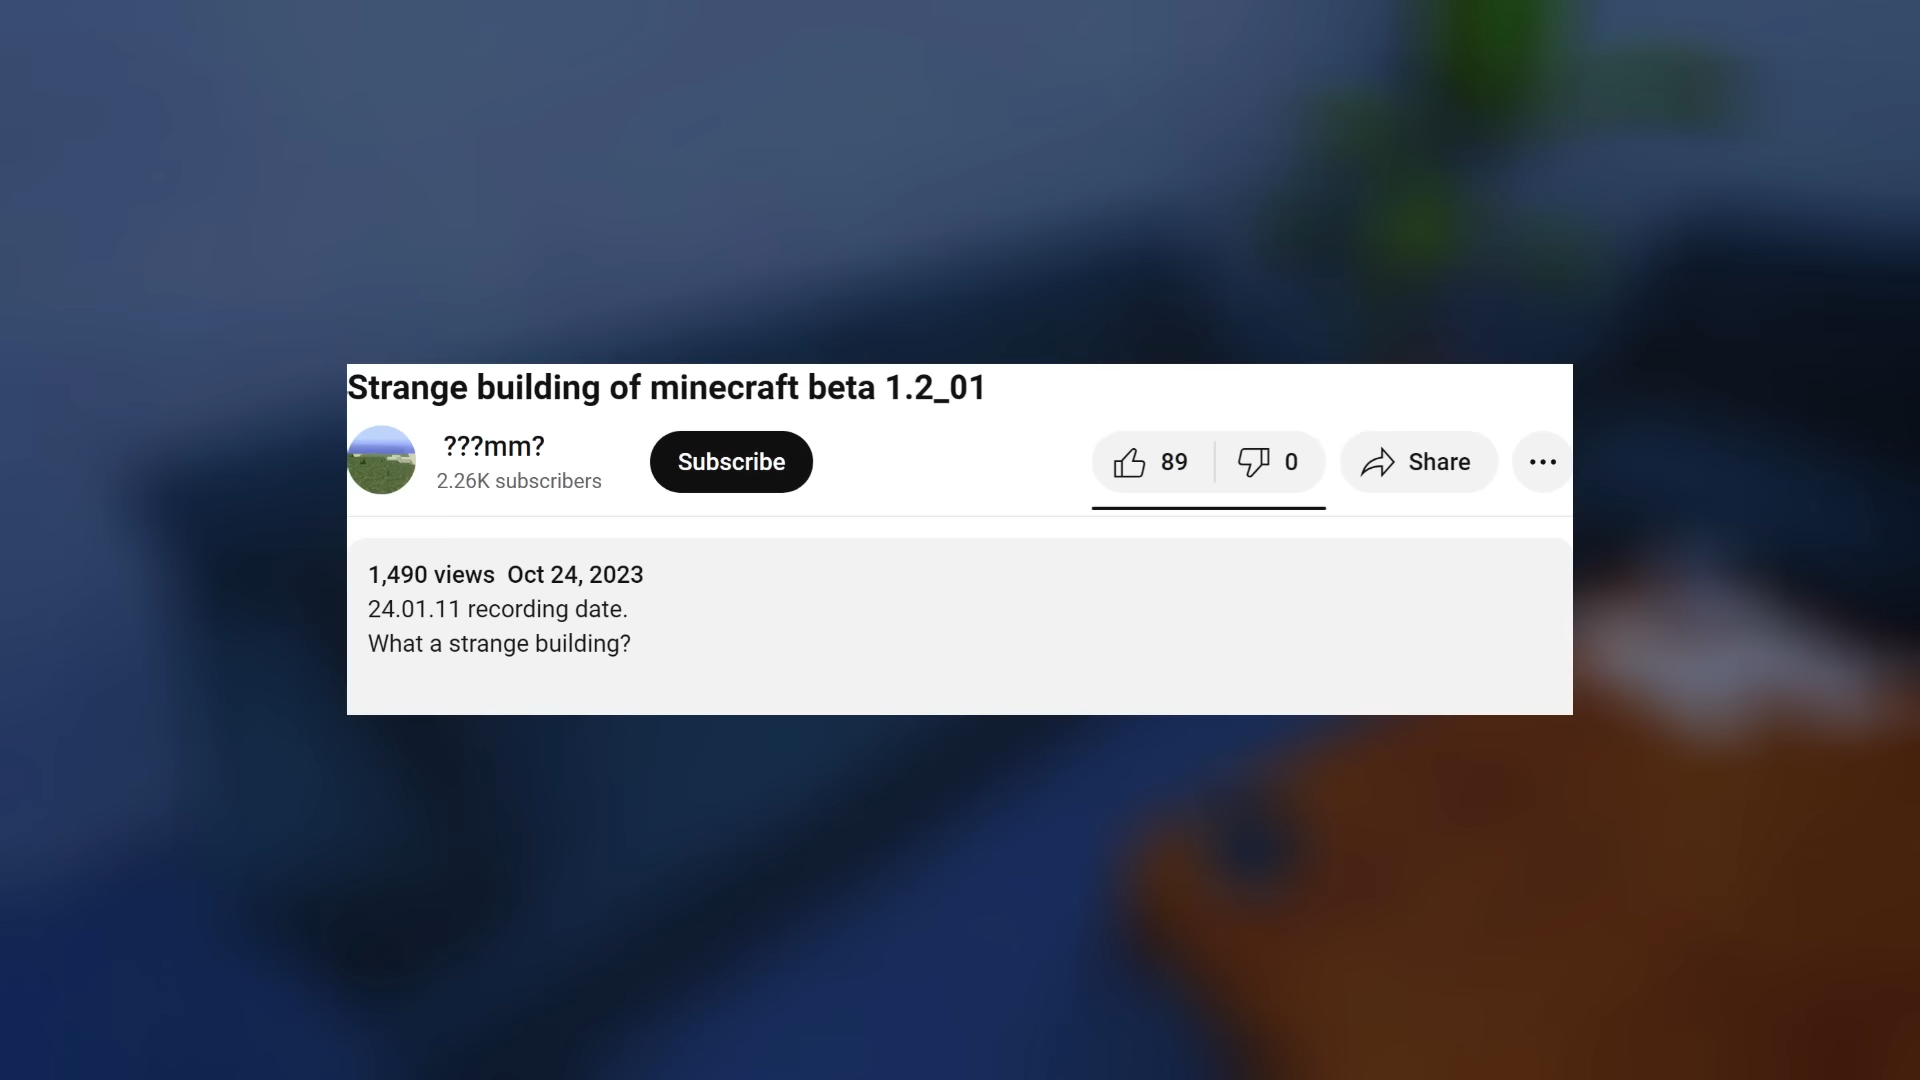 Strange building of minecraft beta 1.2_01
???mm?
2.26K subscribers
Subscribe
89
0
Share
1,490 views Oct 24, 2023
24.01.11 recording date.
What a strange building?